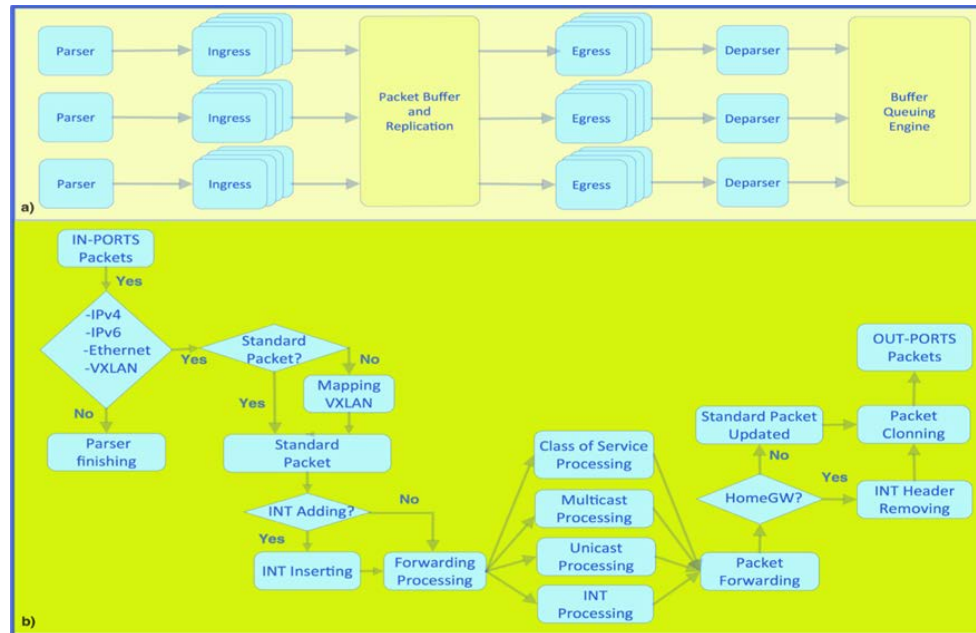 Parser
Ingress
Egress
Deparser
Parser
Ingress
Packet Buffer
and
Replication
Egress
Deparser
Buffer
Queuing
Engine
Parser
Ingress
Egress
Deparser
a)
IN-PORTS
Packets
Yes
-IPv4
-IPv6
-Ethernet
-VXLAN
Yes
No
Parser
finishing
Standard
Packet?
No
Mapping
VXLAN
Yes
Standard
Packet
INT Adding?
No
Yes
INT Inserting
Forwarding
Processing
Class of Service
Processing
Multicast
Processing
Unicast
Processing
INT
Processing
Packet
Forwarding
HomeGW?
No
Standard Packet
Updated
Yes
INT Header
Removing
Packet
Clonning
OUT-PORTS
Packets
b)